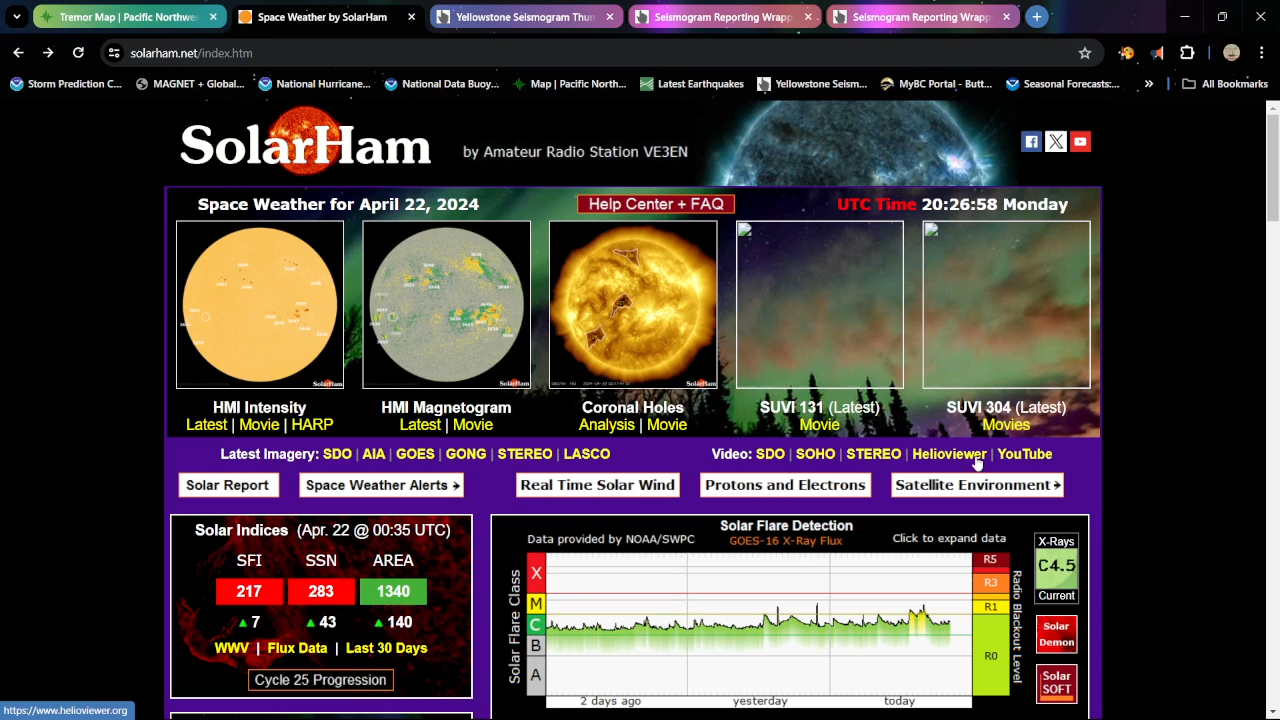 Tremor Map | Pacific Northwes
Space Weather by SolarHam
Yellowstone Seismogram Thun
Seismogram Reporting Wrapp
Seismogram Reporting Wrapp
solarham.net/index.htm
Storm Prediction C...
MAGNET + Global...
National Hurricane...
National Data Buoy...
Map | Pacific North...
Latest Earthquakes
Yellowstone Seism...
MyBC Portal - Butt...
Seasonal Forecasts:...
»
All Bookmarks
SolarHam
by Amateur Radio Station VE3EN
Space Weather for April 22, 2024
Help Center + FAQ
UTC Time 20:26:58 Monday
SolarHam
SolarHam
SolarHam
HMI Intensity
Latest | Movie | HARP
HMI Magnetogram
Latest | Movie
Coronal Holes
Analysis | Movie
SUVI 131 (Latest)
Movie
SUVI 304 (Latest)
Movies
Latest Imagery: SDO | AIA | GOES | GONG | STEREO | LASCO
Video: SDO | SOHO | STEREO | Helioviewer | YouTube
Solar Report
Space Weather Alerts
Real Time Solar Wind
Protons and Electrons
Satellite Environment
Solar Indices (Apr. 22 @ 00:35 UTC)
SFI SSN AREA
217 283 1340
▲ 7 ▲ 43 ▲ 140
WWV | Flux Data | Last 30 Days
Cycle 25 Progression
Solar Flare Detection
Data provided by NOAA/SWPC
GOES-16 X-Ray Flux
Click to expand data
Solar Flare Class
X
M
C
B
A
R5
R3
R1
R0
Radio Blackout Level
2 days ago yesterday today
X-Rays
C4.5
Current
Solar
Demon
Solar
SOFT
https://www.helioviewer.org